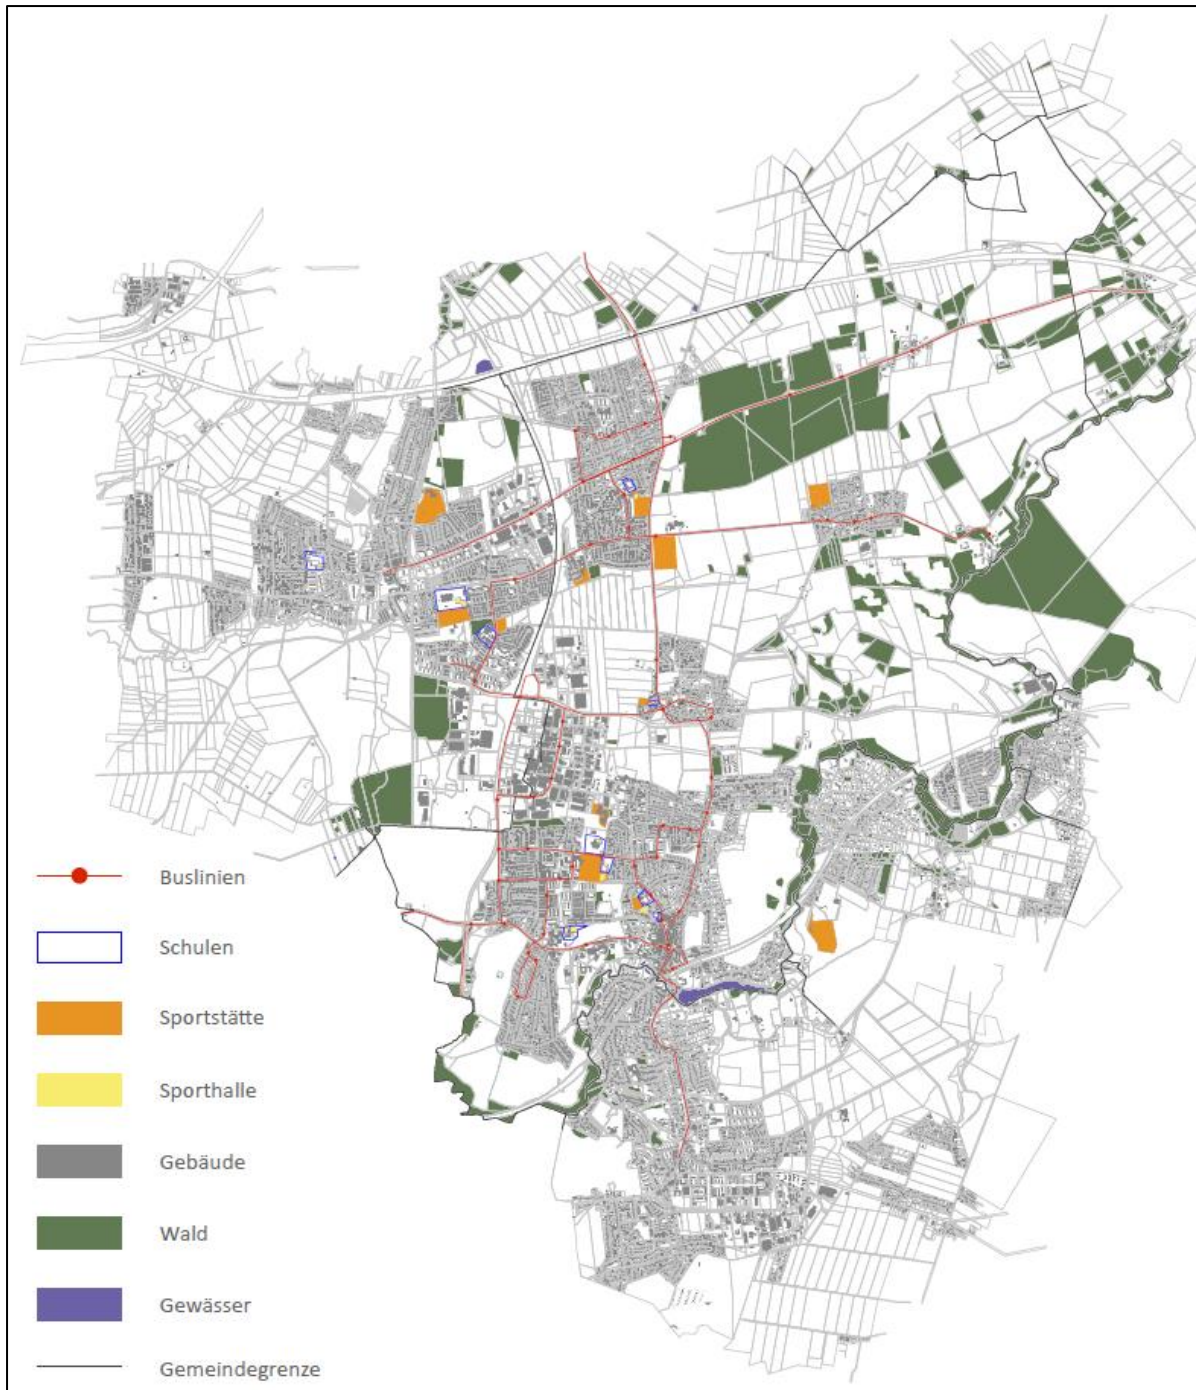 Buslinien
Schulen
Sportstätte
Sporthalle
Gebäude
Wald
Gewässer
Gemeindegrenze